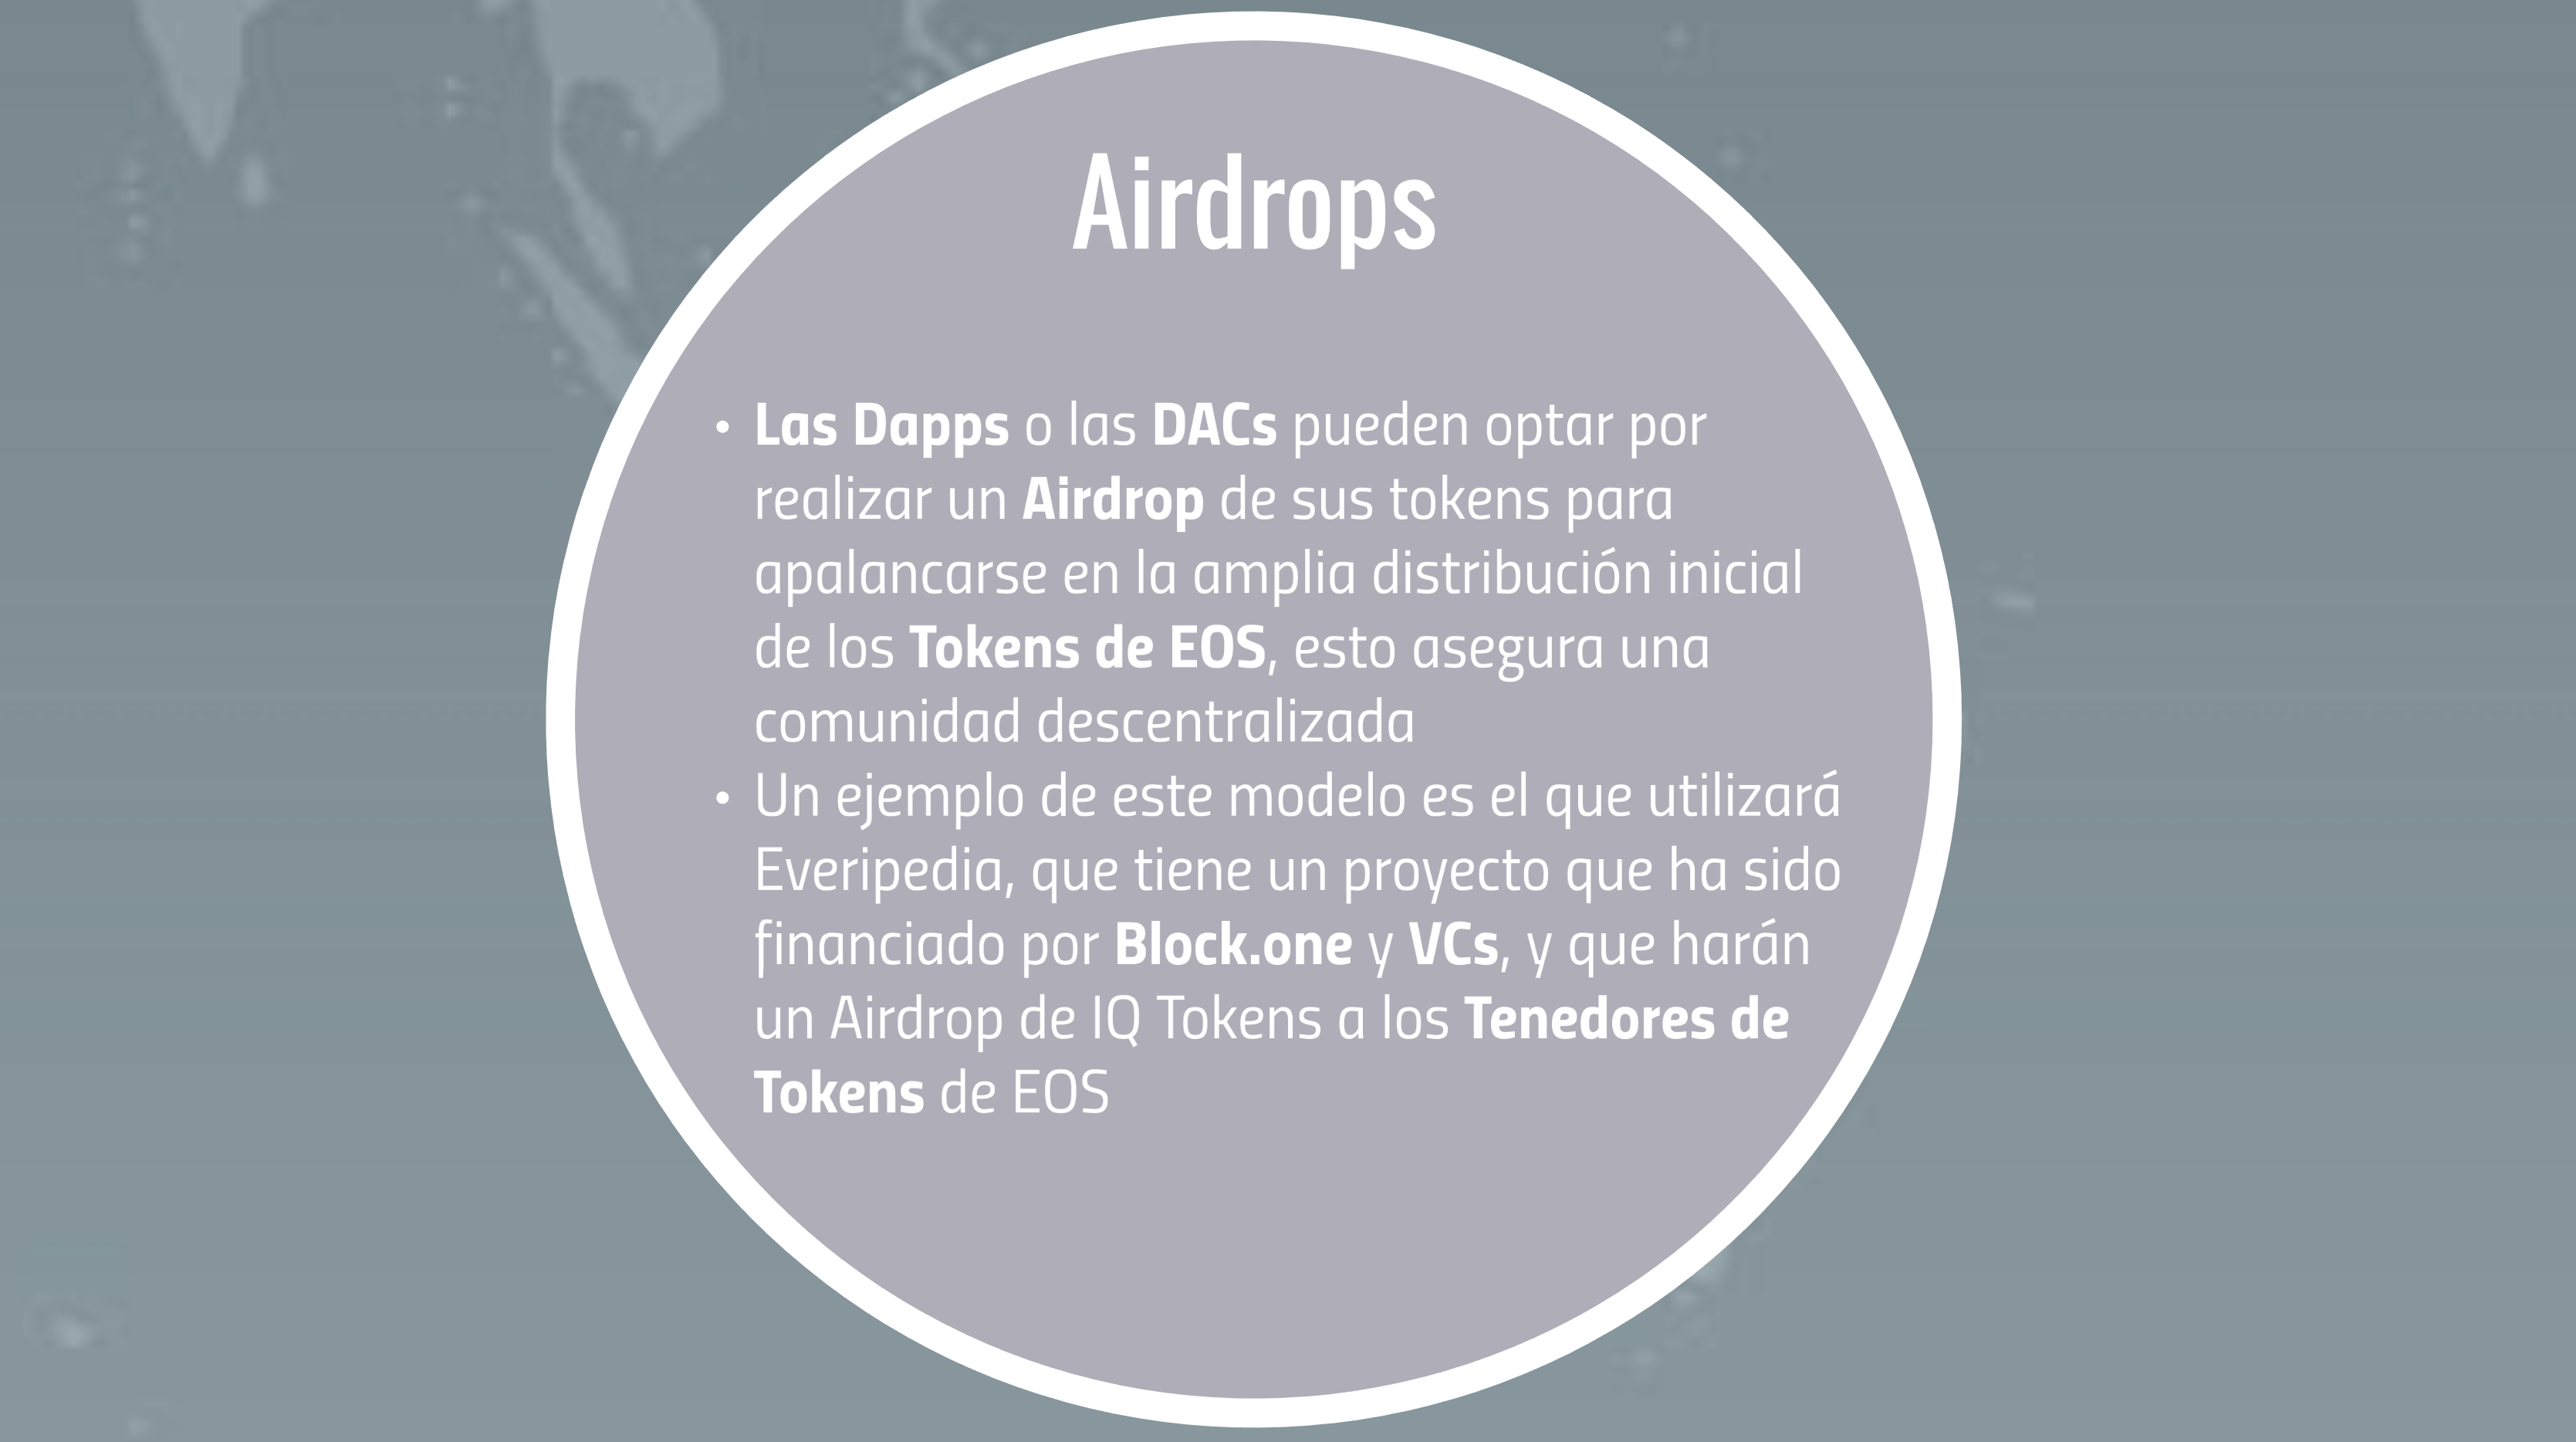 Airdrops
• Las Dapps o las DACs pueden optar por
realizar un Airdrop de sus tokens para
apalancarse en la amplia distribución inicial
de los Tokens de EOS, esto asegura una
comunidad descentralizada
• Un ejemplo de este modelo es el que utilizará
Everipedia, que tiene un proyecto que ha sido
financiado por Block.one y VCs, y que harán
un Airdrop de IQ Tokens a los Tenedores de
Tokens de EOS